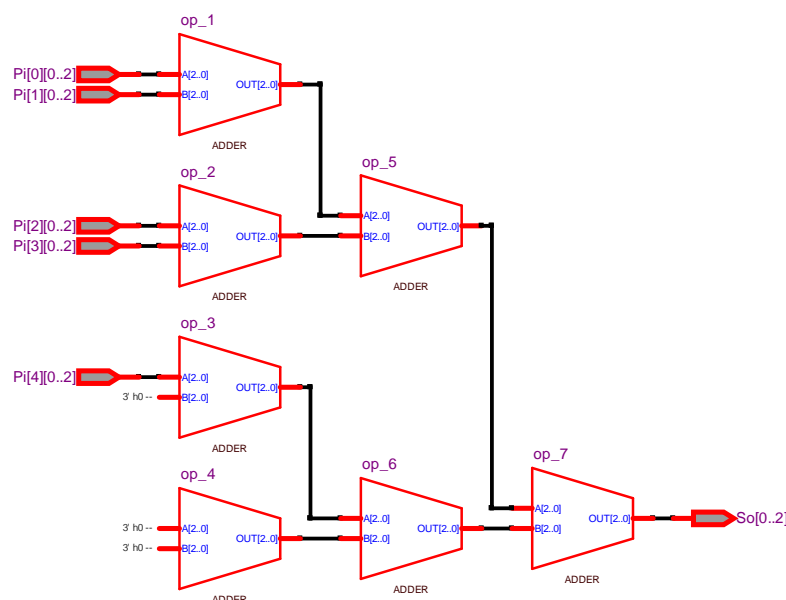 op_1
Pi[0][0..2]
A[2..0]
Pi[1][0..2]
B[2..0]
OUT[2..0]
ADDER
op_2
Pi[2][0..2]
A[2..0]
Pi[3][0..2]
B[2..0]
OUT[2..0]
ADDER
op_5
A[2..0]
B[2..0]
OUT[2..0]
ADDER
op_3
Pi[4][0..2]
A[2..0]
3' h0 --
B[2..0]
OUT[2..0]
ADDER
op_4
3' h0 --
A[2..0]
3' h0 --
B[2..0]
OUT[2..0]
ADDER
op_6
A[2..0]
B[2..0]
OUT[2..0]
ADDER
op_7
A[2..0]
B[2..0]
OUT[2..0]
ADDER
So[0..2]